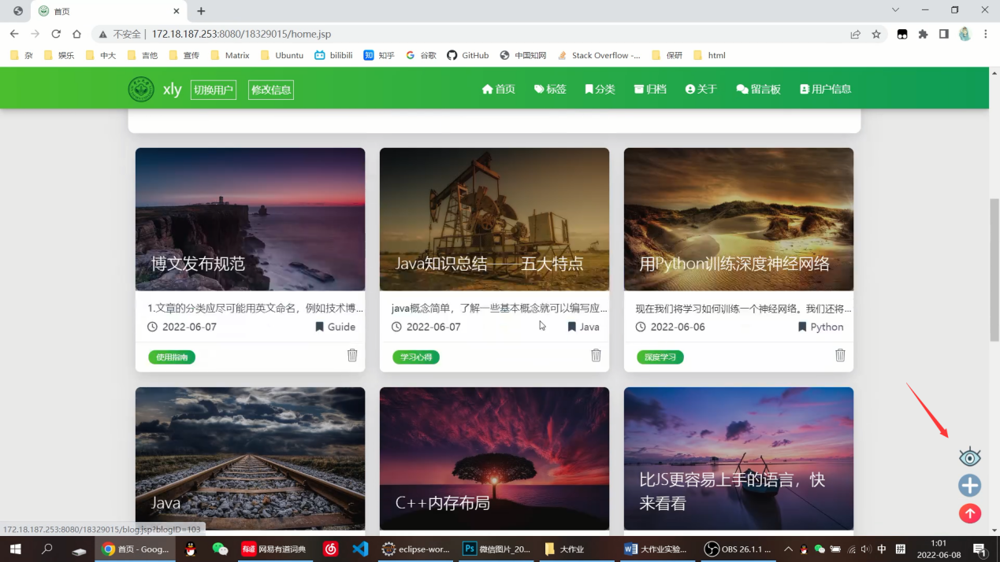 首页
不安全 | 172.18.187.253:8080/18329015/home.jsp
杂 娱乐 中大 吉他 宣传 Matrix Ubuntu bilibili 知 知乎 谷歌 GitHub 中国知网 Stack Overflow -... 保研 html
xly 切换用户 修改信息 首页 标签 分类 归档 关于 留言板 用户信息
博文发布规范
1.文章的分类应尽可能用英文命名，例如技术博...
2022-06-07 Guide
使用指南
Java知识总结——五大特点
java概念简单，了解一些基本概念就可以编写应...
2022-06-07 Java
学习心得
用Python训练深度神经网络
现在我们将学习如何训练一个神经网络。我们还将...
2022-06-06 Python
深度学习
Java
C++内存布局
比JS更容易上手的语言，快
来看看
172.18.187.253:8080/18329015/blog.jsp?blogID=103
首页 - Goog... 有道 网易有道词典 eclipse-wor... Ps 微信图片_20... 大作业 大作业实验... OBS 26.1.1 ... 中 拼
1:01
2022-06-08
1